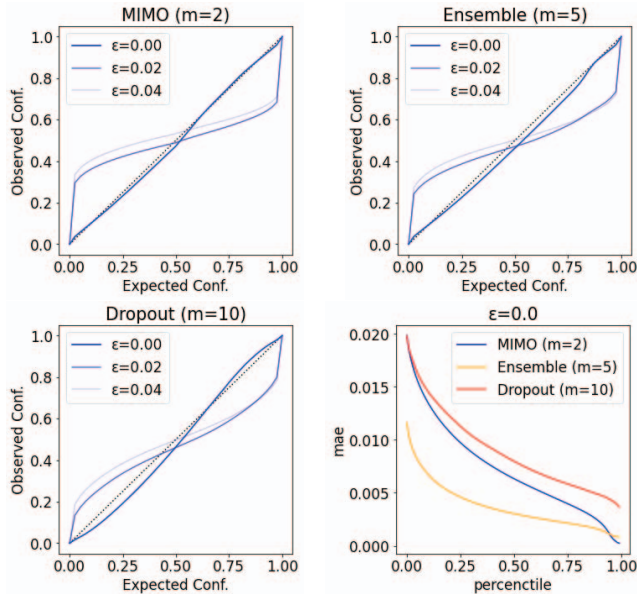 MIMO (m=2)
1.0
0.8
0.6
0.4
0.2
0.0
Observed Conf.
ε=0.00
ε=0.02
ε=0.04
0.00 0.25 0.50 0.75 1.00
Expected Conf.
Ensemble (m=5)
1.0
0.8
0.6
0.4
0.2
0.0
Observed Conf.
ε=0.00
ε=0.02
ε=0.04
0.00 0.25 0.50 0.75 1.00
Expected Conf.
Dropout (m=10)
1.0
0.8
0.6
0.4
0.2
0.0
Observed Conf.
ε=0.00
ε=0.02
ε=0.04
0.00 0.25 0.50 0.75 1.00
Expected Conf.
ε=0.0
0.020
0.015
0.010
0.005
0.000
mae
MIMO (m=2)
Ensemble (m=5)
Dropout (m=10)
0.00 0.25 0.50 0.75 1.00
percenctile